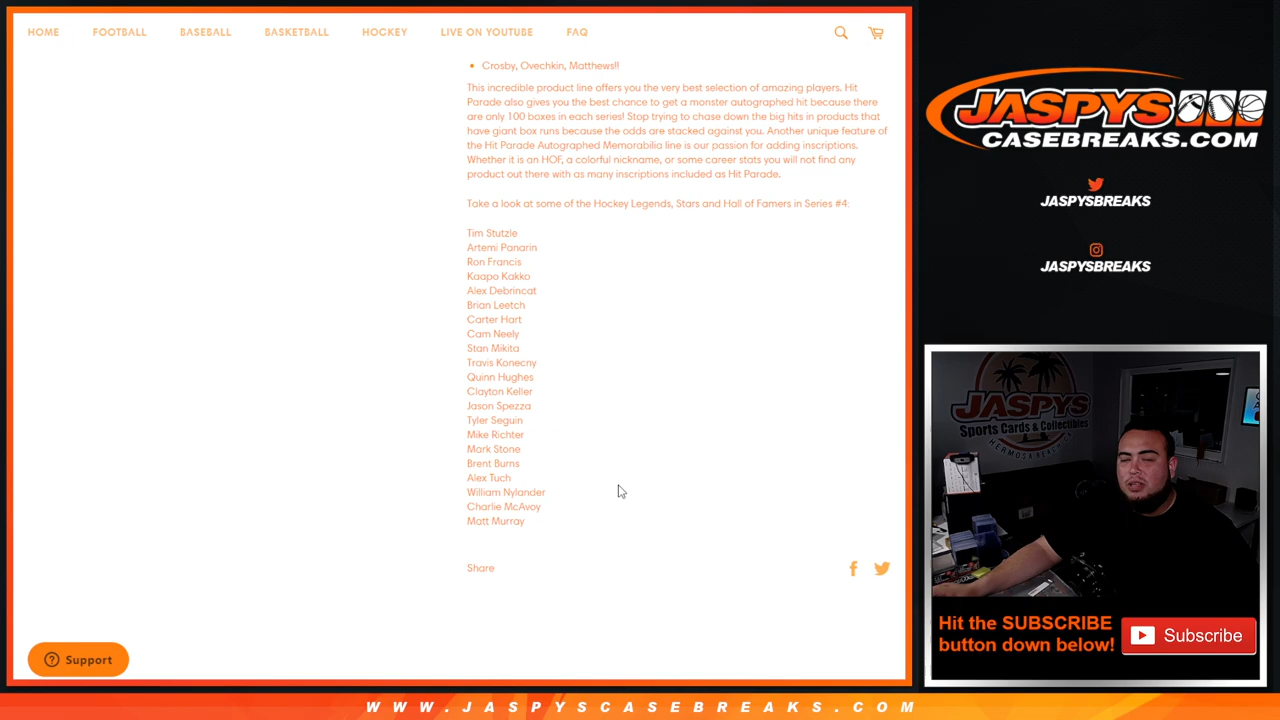 HOME FOOTBALL BASEBALL BASKETBALL HOCKEY LIVE ON YOUTUBE FAQ
Crosby, Ovechkin, Matthews!!
This incredible product line offers you the very best selection of amazing players. Hit
Parade also gives you the best chance to get a monster autographed hit because there
are only 100 boxes in each series! Stop trying to chase down the big hits in products that
have giant box runs because the odds are stacked against you. Another unique feature of
the Hit Parade Autographed Memorabilia line is our passion for adding inscriptions.
Whether it is an HOF, a colorful nickname, or some career stats you will not find any
product out there with as many inscriptions included as Hit Parade.
Take a look at some of the Hockey Legends, Stars and Hall of Famers in Series #4:
Tim Stutzle
Artemi Panarin
Ron Francis
Kaapo Kakko
Alex Debrincat
Brian Leetch
Carter Hart
Cam Neely
Stan Mikita
Travis Konecny
Quinn Hughes
Clayton Keller
Jason Spezza
Tyler Seguin
Mike Richter
Mark Stone
Brent Burns
Alex Tuch
William Nylander
Charlie McAvoy
Matt Murray
Share
Support
JASPYS
CASEBREAKS.COM
JASPYSBREAKS
JASPYSBREAKS
JASPYS
Sports Cards & Collectibles
HERMOSA BEACH, CA
Hit the SUBSCRIBE
button down below!
Subscribe
WWW.JASPYSCASEBREAKS.COM